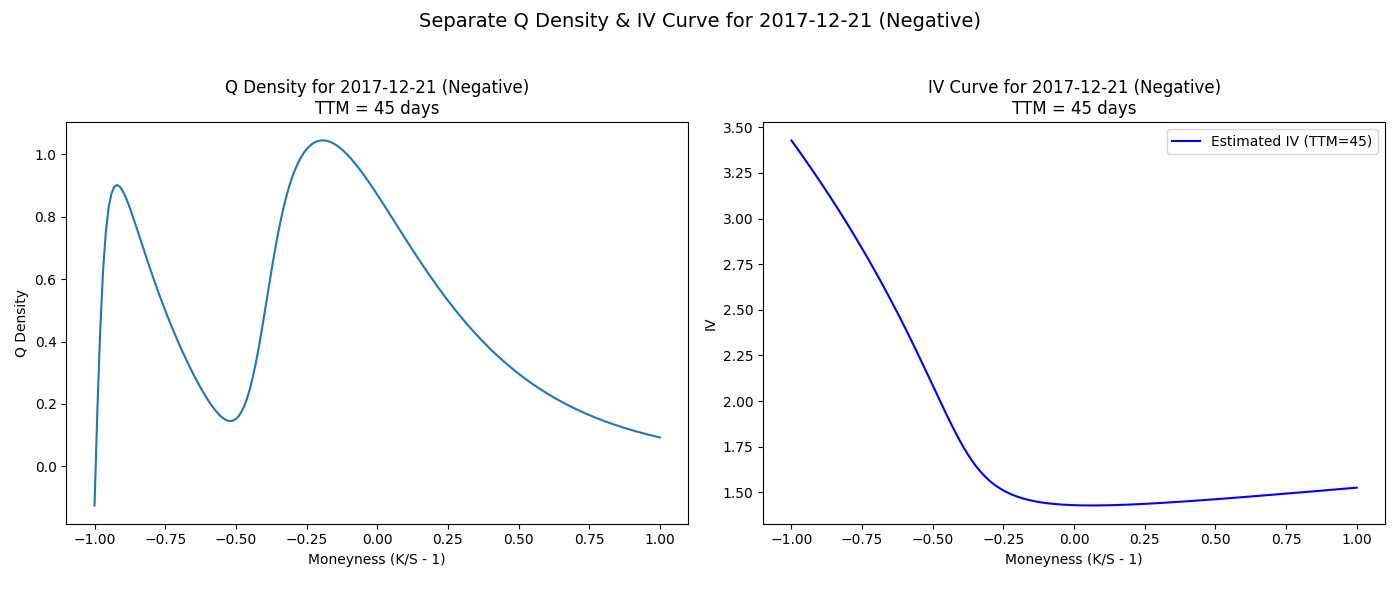 Separate Q Density & IV Curve for 2017-12-21 (Negative)
Q Density for 2017-12-21 (Negative)
TTM = 45 days
Q Density
1.0
0.8
0.6
0.4
0.2
0.0
−1.00 −0.75 −0.50 −0.25 0.00 0.25 0.50 0.75 1.00
Moneyness (K/S - 1)
IV Curve for 2017-12-21 (Negative)
TTM = 45 days
Estimated IV (TTM=45)
IV
3.50
3.25
3.00
2.75
2.50
2.25
2.00
1.75
1.50
−1.00 −0.75 −0.50 −0.25 0.00 0.25 0.50 0.75 1.00
Moneyness (K/S - 1)